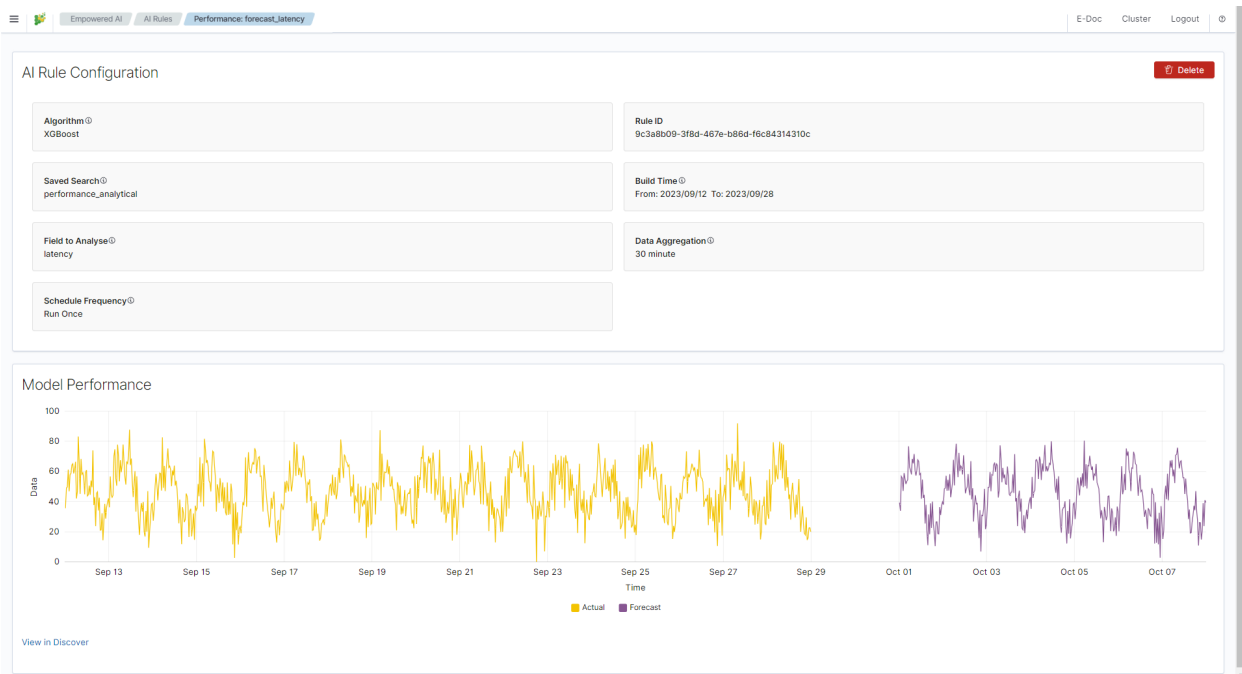 Empowered AI AI Rules Performance: forecast_latency E-Doc Cluster Logout
AI Rule Configuration
Delete
Algorithm
XGBoost
Rule ID
9c3a8b09-3f8d-467e-b86d-f6c84314310c
Saved Search
performance_analytical
Build Time
From: 2023/09/12 To: 2023/09/28
Field to Analyse
latency
Data Aggregation
30 minute
Schedule Frequency
Run Once
Model Performance
100
80
60
40
20
0
Data
Sep 13 Sep 15 Sep 17 Sep 19 Sep 21 Sep 23 Sep 25 Sep 27 Sep 29 Oct 01 Oct 03 Oct 05 Oct 07
Time
Actual Forecast
View in Discover